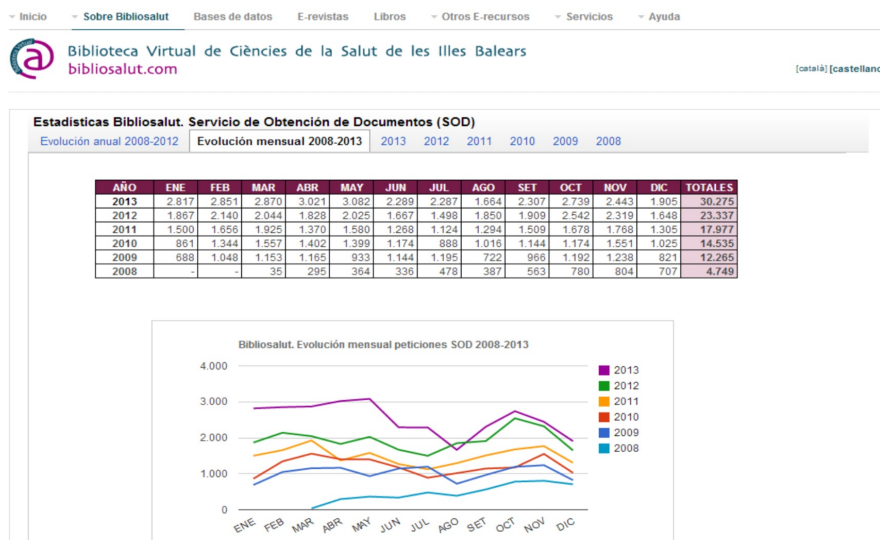 Inicio Sobre Bibliosalut Bases de datos E-revistas Libros Otros E-recursos Servicios Ayuda
Biblioteca Virtual de Ciències de la Salut de les Illes Balears
bibliosalut.com
[català] [castellano
Estadísticas Bibliosalut. Servicio de Obtención de Documentos (SOD)
Evolución anual 2008-2012 Evolución mensual 2008-2013 2013 2012 2011 2010 2009 2008
AÑO ENE FEB MAR ABR MAY JUN JUL AGO SET OCT NOV DIC TOTALES
2013 2.817 2.851 2.870 3.021 3.082 2.289 2.287 1.664 2.307 2.739 2.443 1.905 30.275
2012 1.867 2.140 2.044 1.828 2.025 1.667 1.498 1.850 1.909 2.542 2.319 1.648 23.337
2011 1.500 1.656 1.925 1.370 1.580 1.268 1.124 1.294 1.509 1.678 1.768 1.305 17.977
2010 861 1.344 1.557 1.402 1.399 1.174 888 1.016 1.144 1.174 1.551 1.025 14.535
2009 688 1.048 1.153 1.165 933 1.144 1.195 722 966 1.192 1.238 821 12.265
2008 - - 35 295 364 336 478 387 563 780 804 707 4.749
Bibliosalut. Evolución mensual peticiones SOD 2008-2013
4.000
3.000
2.000
1.000
0
ENE FEB MAR ABR MAY JUN JUL AGO SET OCT NOV DIC
2013
2012
2011
2010
2009
2008